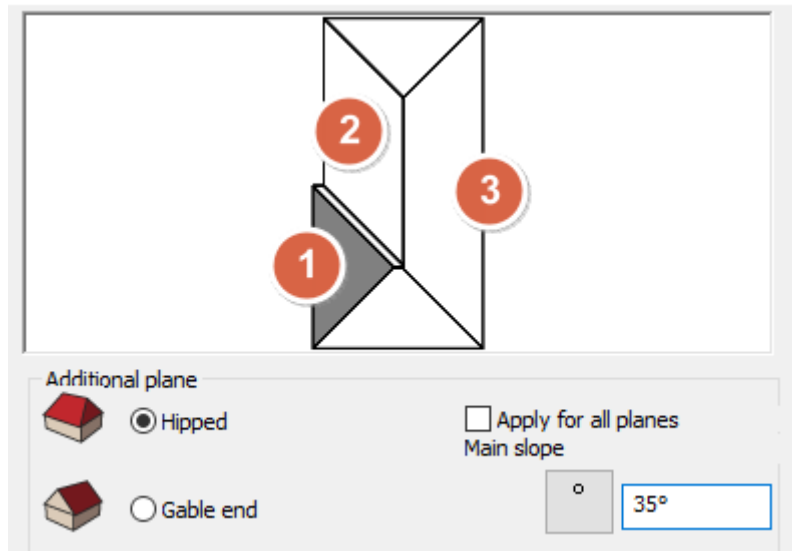 2
3
1
Additional plane
Hipped
Apply for all planes
Main slope
°
35°
Gable end